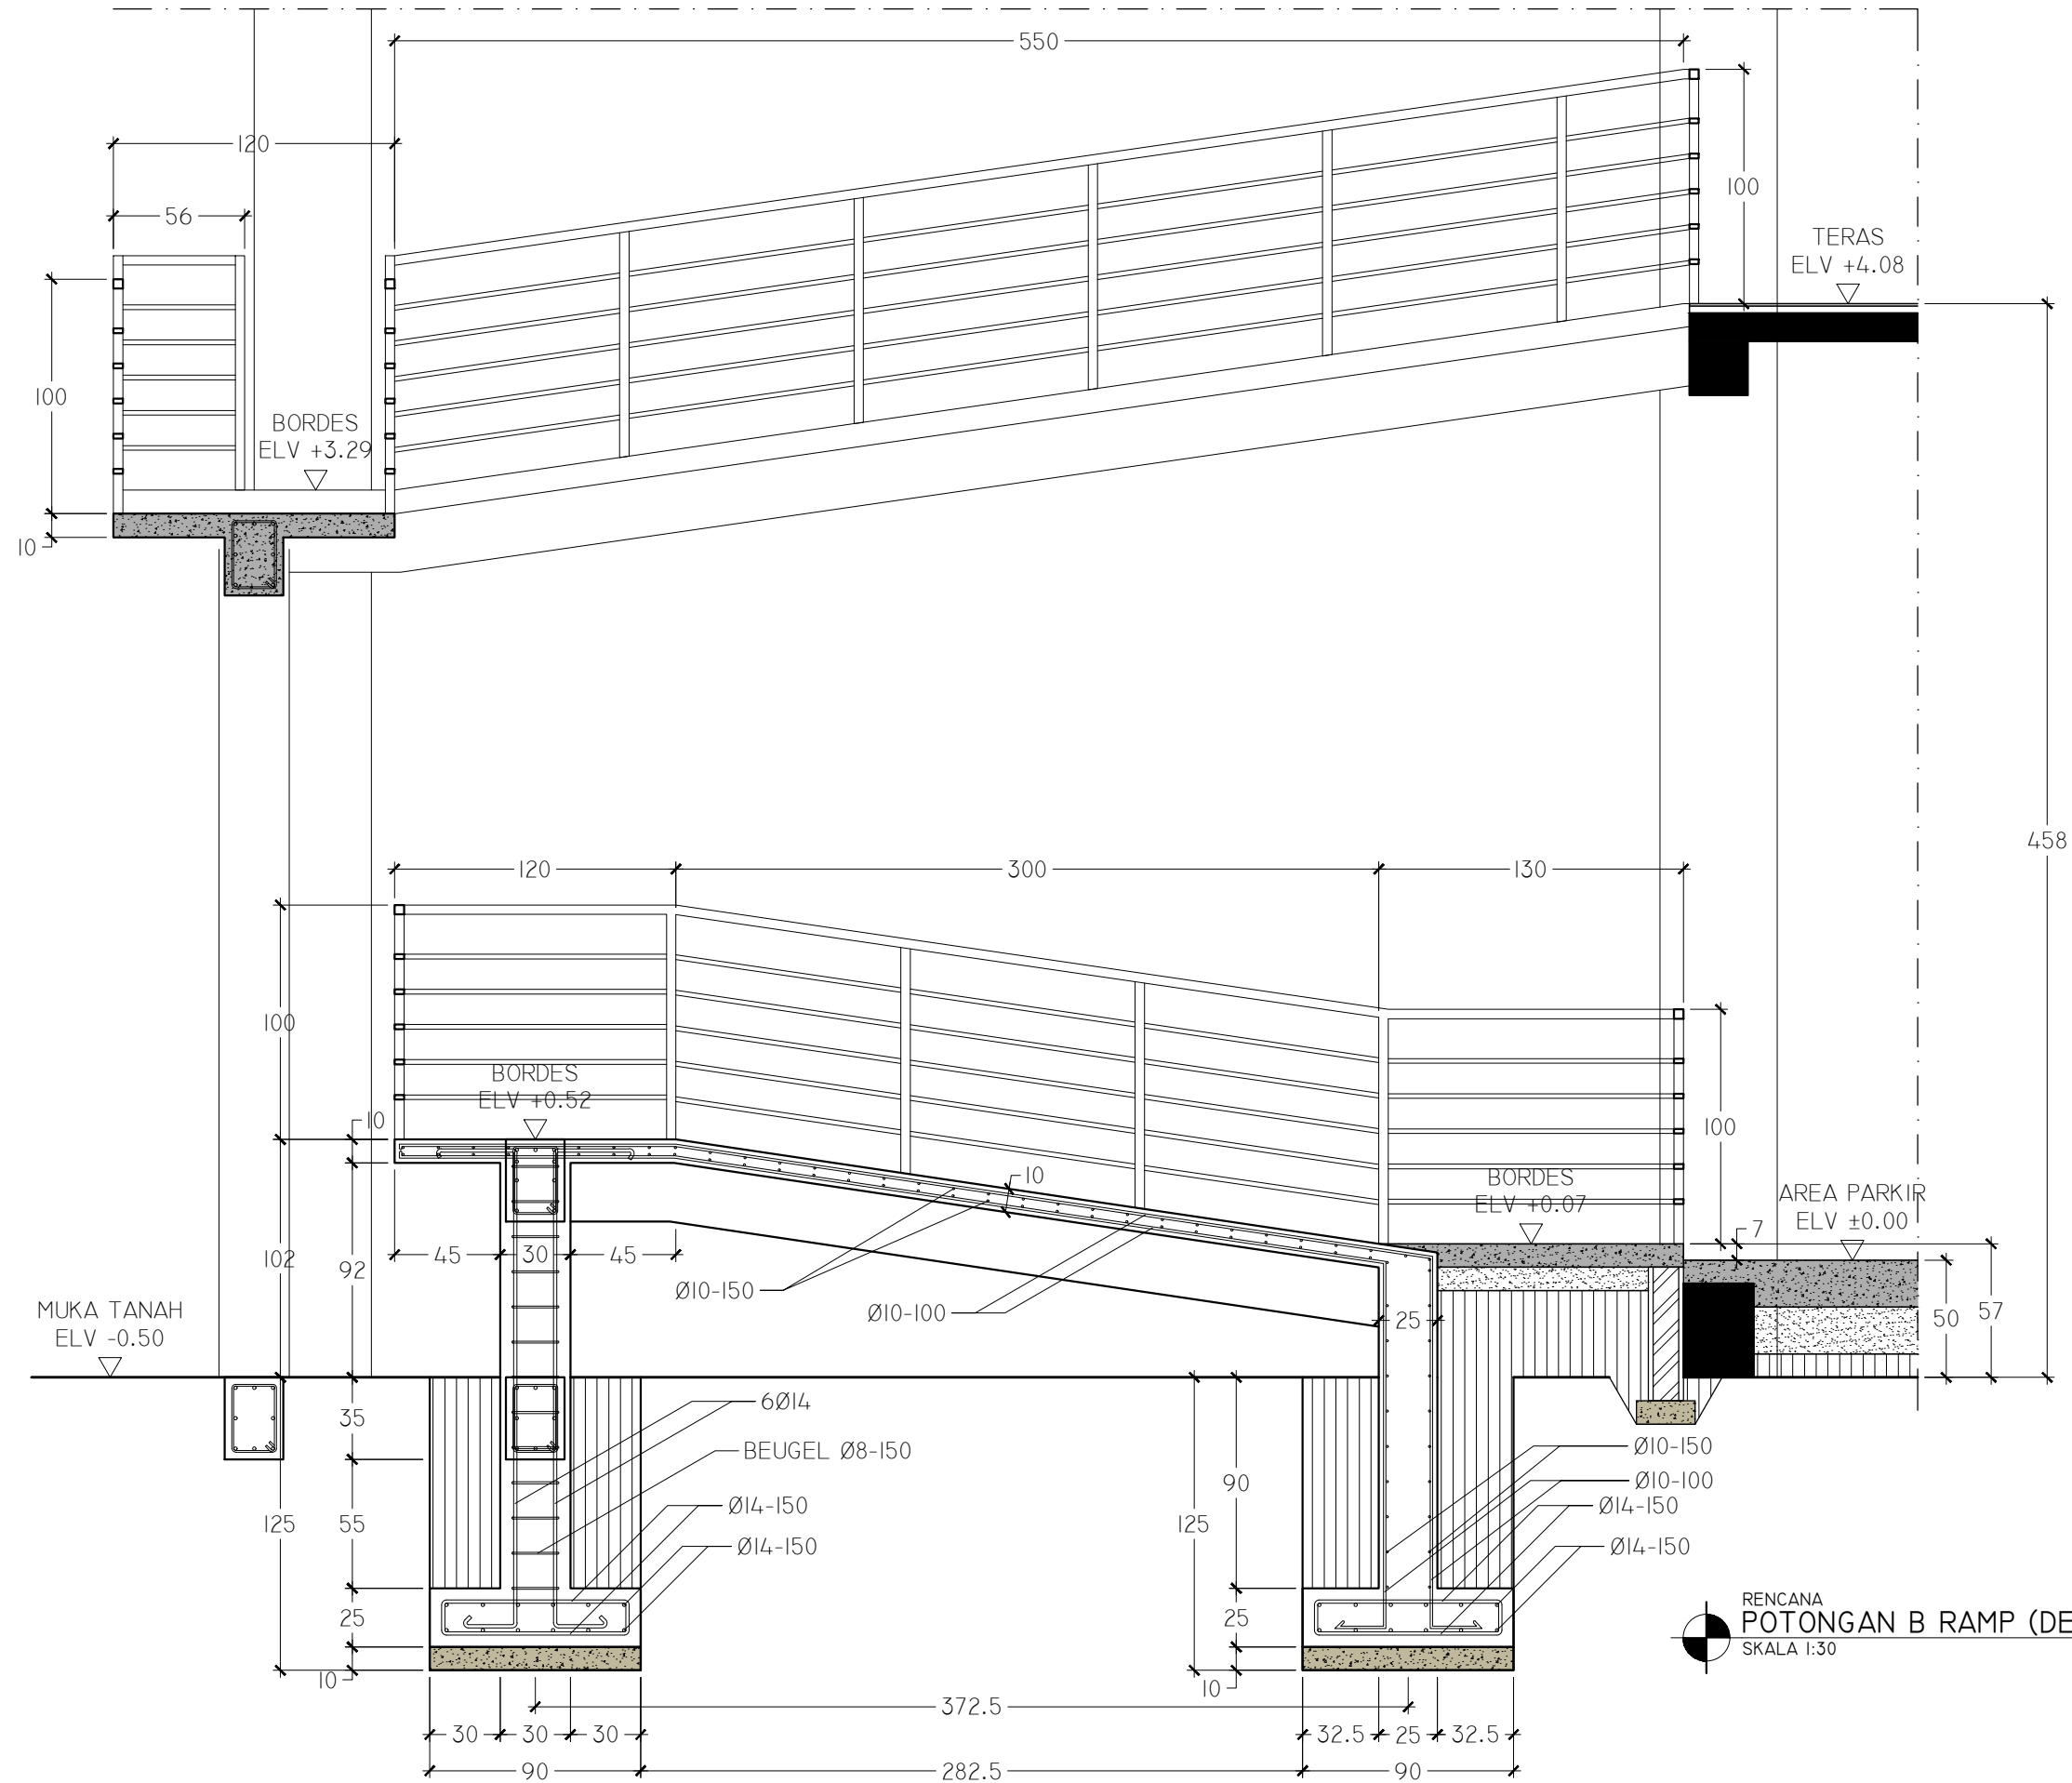 550
120
56
100
TERAS
ELV +4.08
100
BORDES
ELV +3.29
10
458
120
300
130
100
10
BORDES
ELV +0.52
100
10
BORDES
ELV +0.07
AREA PARKIR
ELV ±0.00
7
45
30
45
102
92
Ø10-150
Ø10-100
25
50
57
MUKA TANAH
ELV -0.50
35
6Ø14
BEUGEL Ø8-150
Ø10-150
90
Ø10-100
125
55
Ø14-150
125
Ø14-150
Ø14-150
Ø14-150
25
25
10
10
RENCANA
POTONGAN B RAMP (DE
SKALA 1:30
372.5
30
30
30
32.5
25
32.5
90
282.5
90